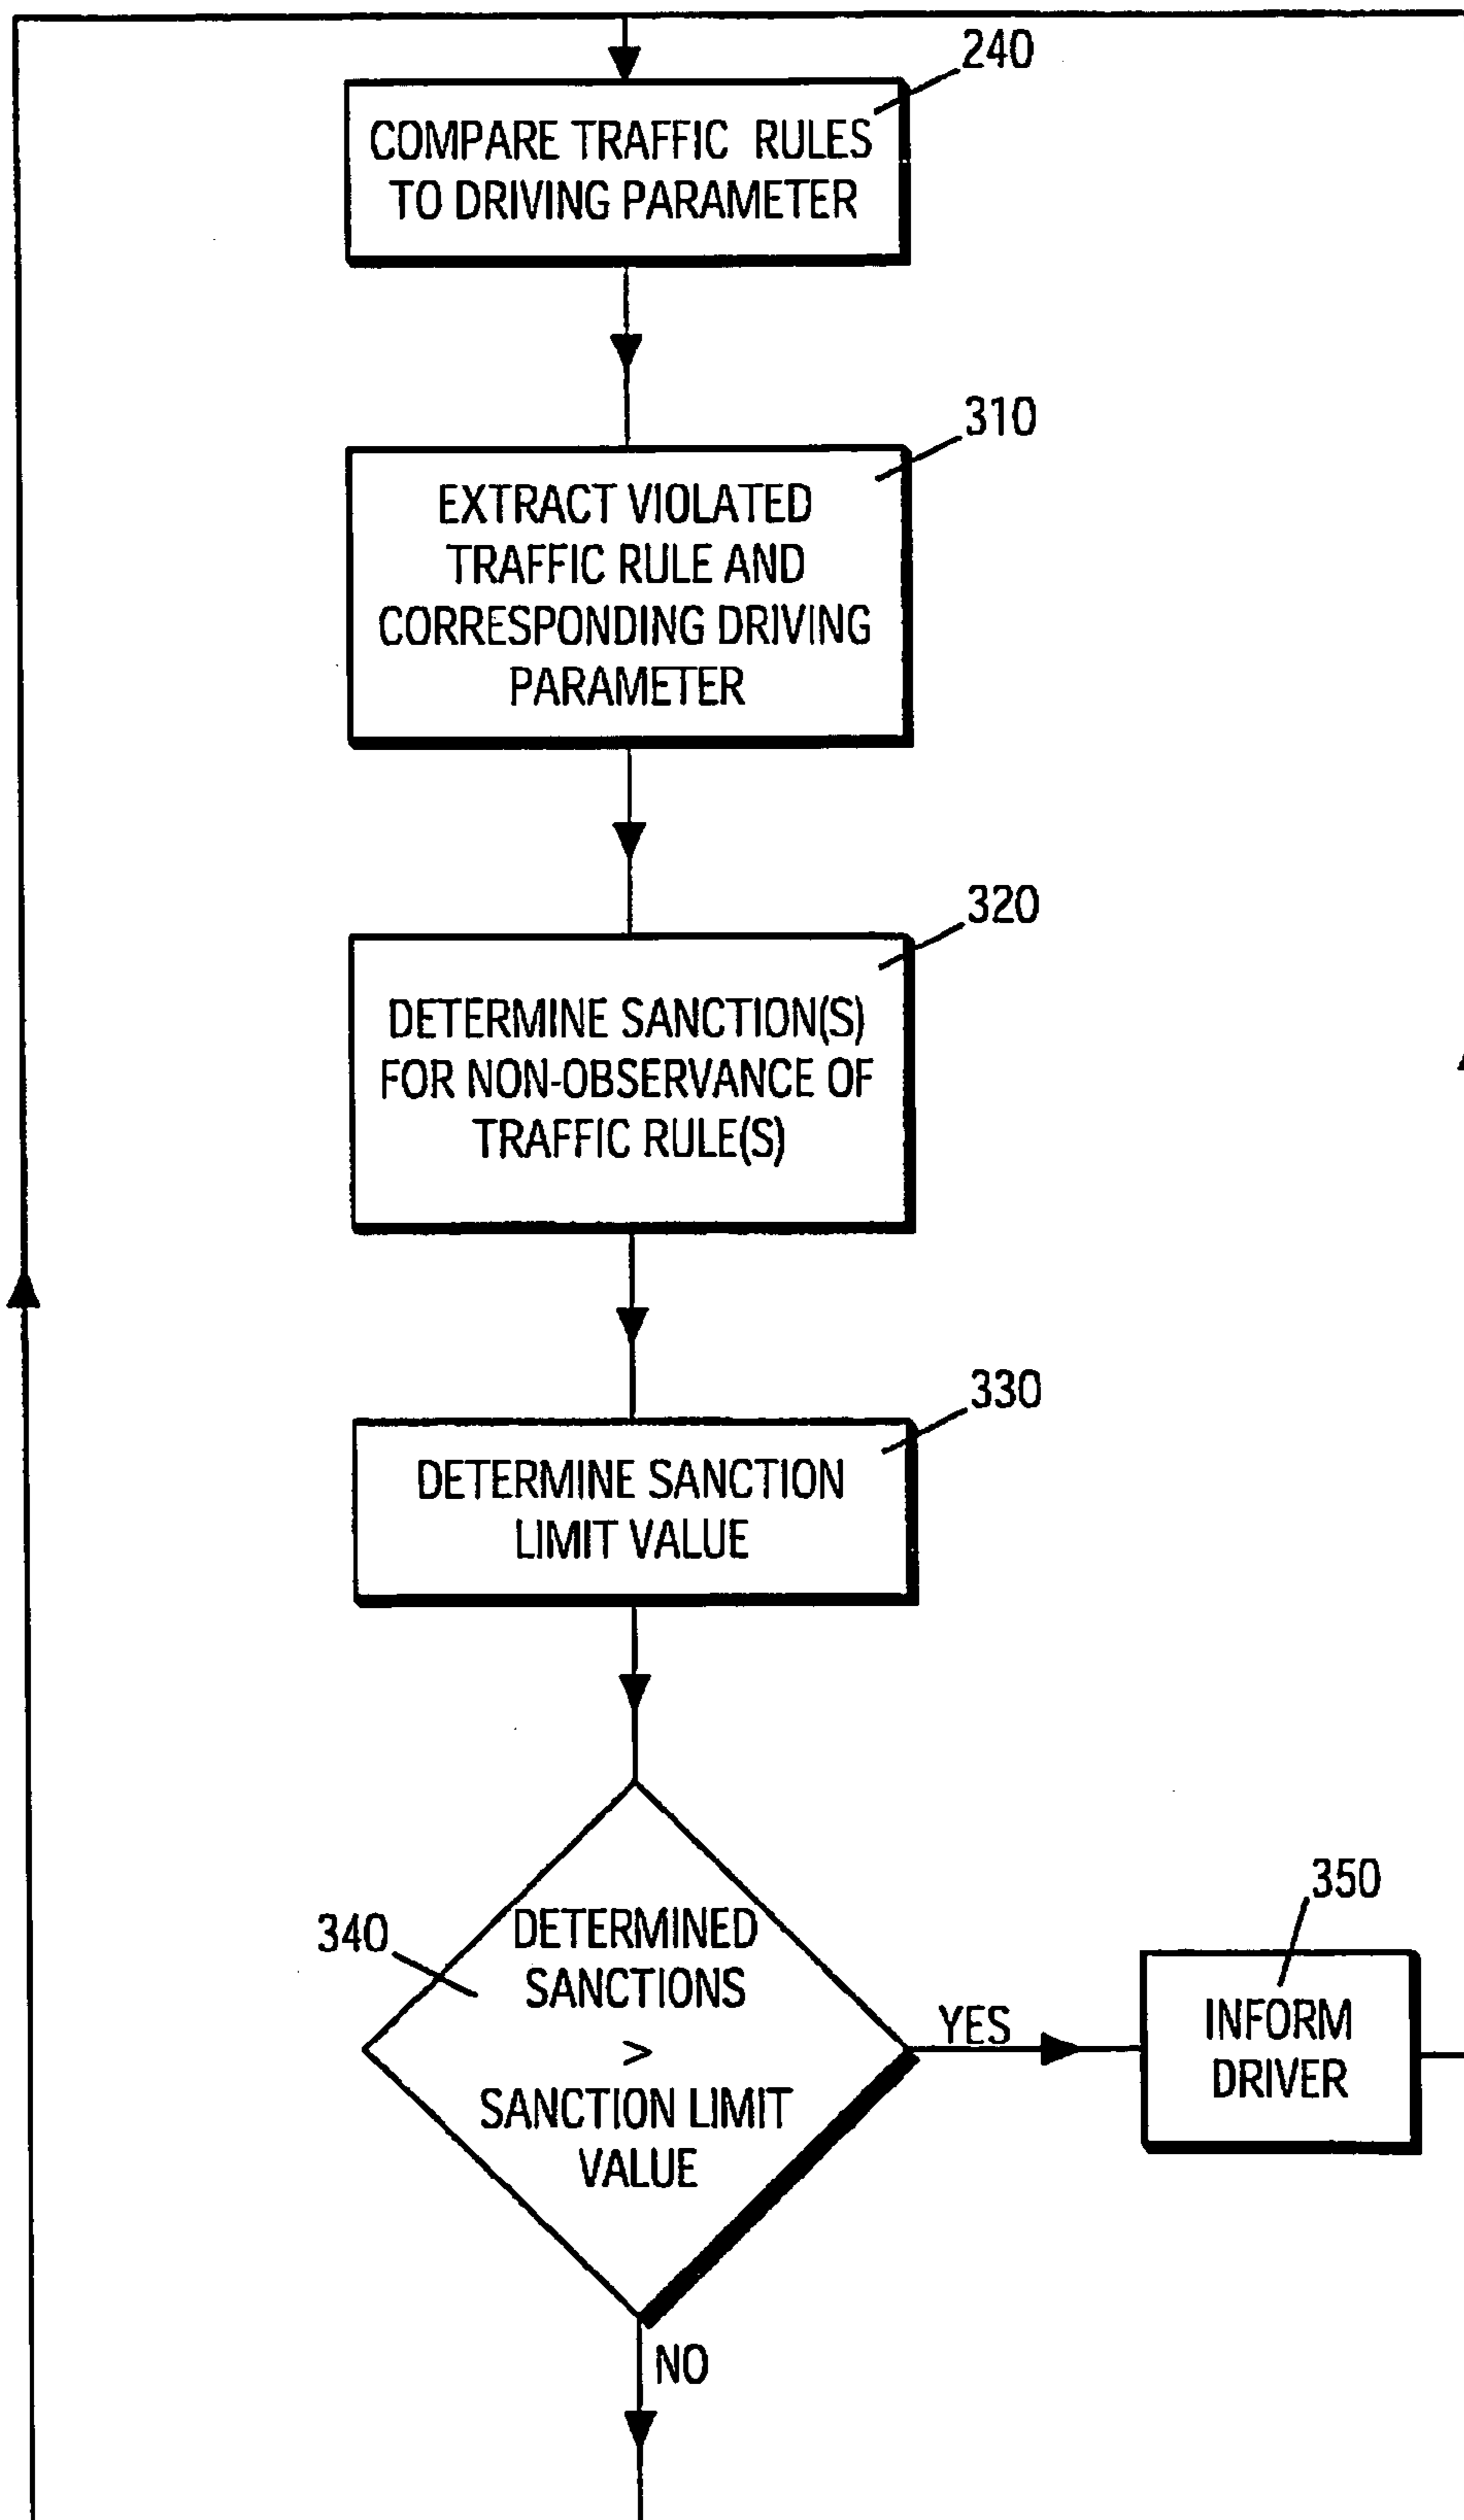 240
COMPARE TRAFFIC RULES
TO DRIVING PARAMETER
310
EXTRACT VIOLATED
TRAFFIC RULE AND
CORRESPONDING DRIVING
PARAMETER
320
DETERMINE SANCTION(S)
FOR NON-OBSERVANCE OF
TRAFFIC RULE(S)
330
DETERMINE SANCTION
LIMIT VALUE
340
DETERMINED
SANCTIONS
>
SANCTION LIMIT
VALUE
YES
350
INFORM
DRIVER
NO